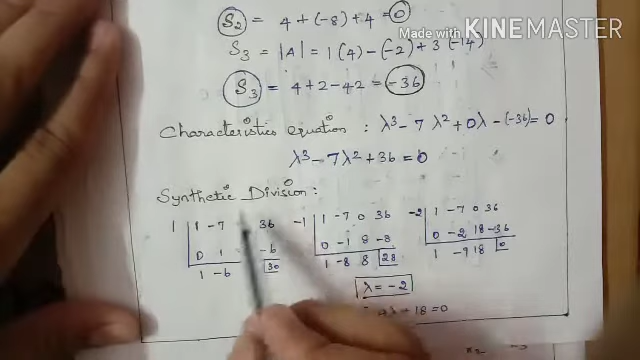 S₂ = 4 + (-8) + 4 = 0
Made with KINEMASTER
S₃ = |A| = 1(4) - (-2) + 3(-14)
S₃ = 4 + 2 - 42 = -36
Characteristics equation : λ³ - 7λ² + 0λ - (-36) = 0
λ³ - 7λ² + 36 = 0
Synthetic Division :
1 | 1 -7 36 -1 | 1 -7 0 36 -2 | 1 -7 0 36
0 1 -6 0 -1 8 -8 0 -2 18 -36
1 -6 30 1 -8 8 28 1 -9 18 0
λ = -2
λ + 18 = 0